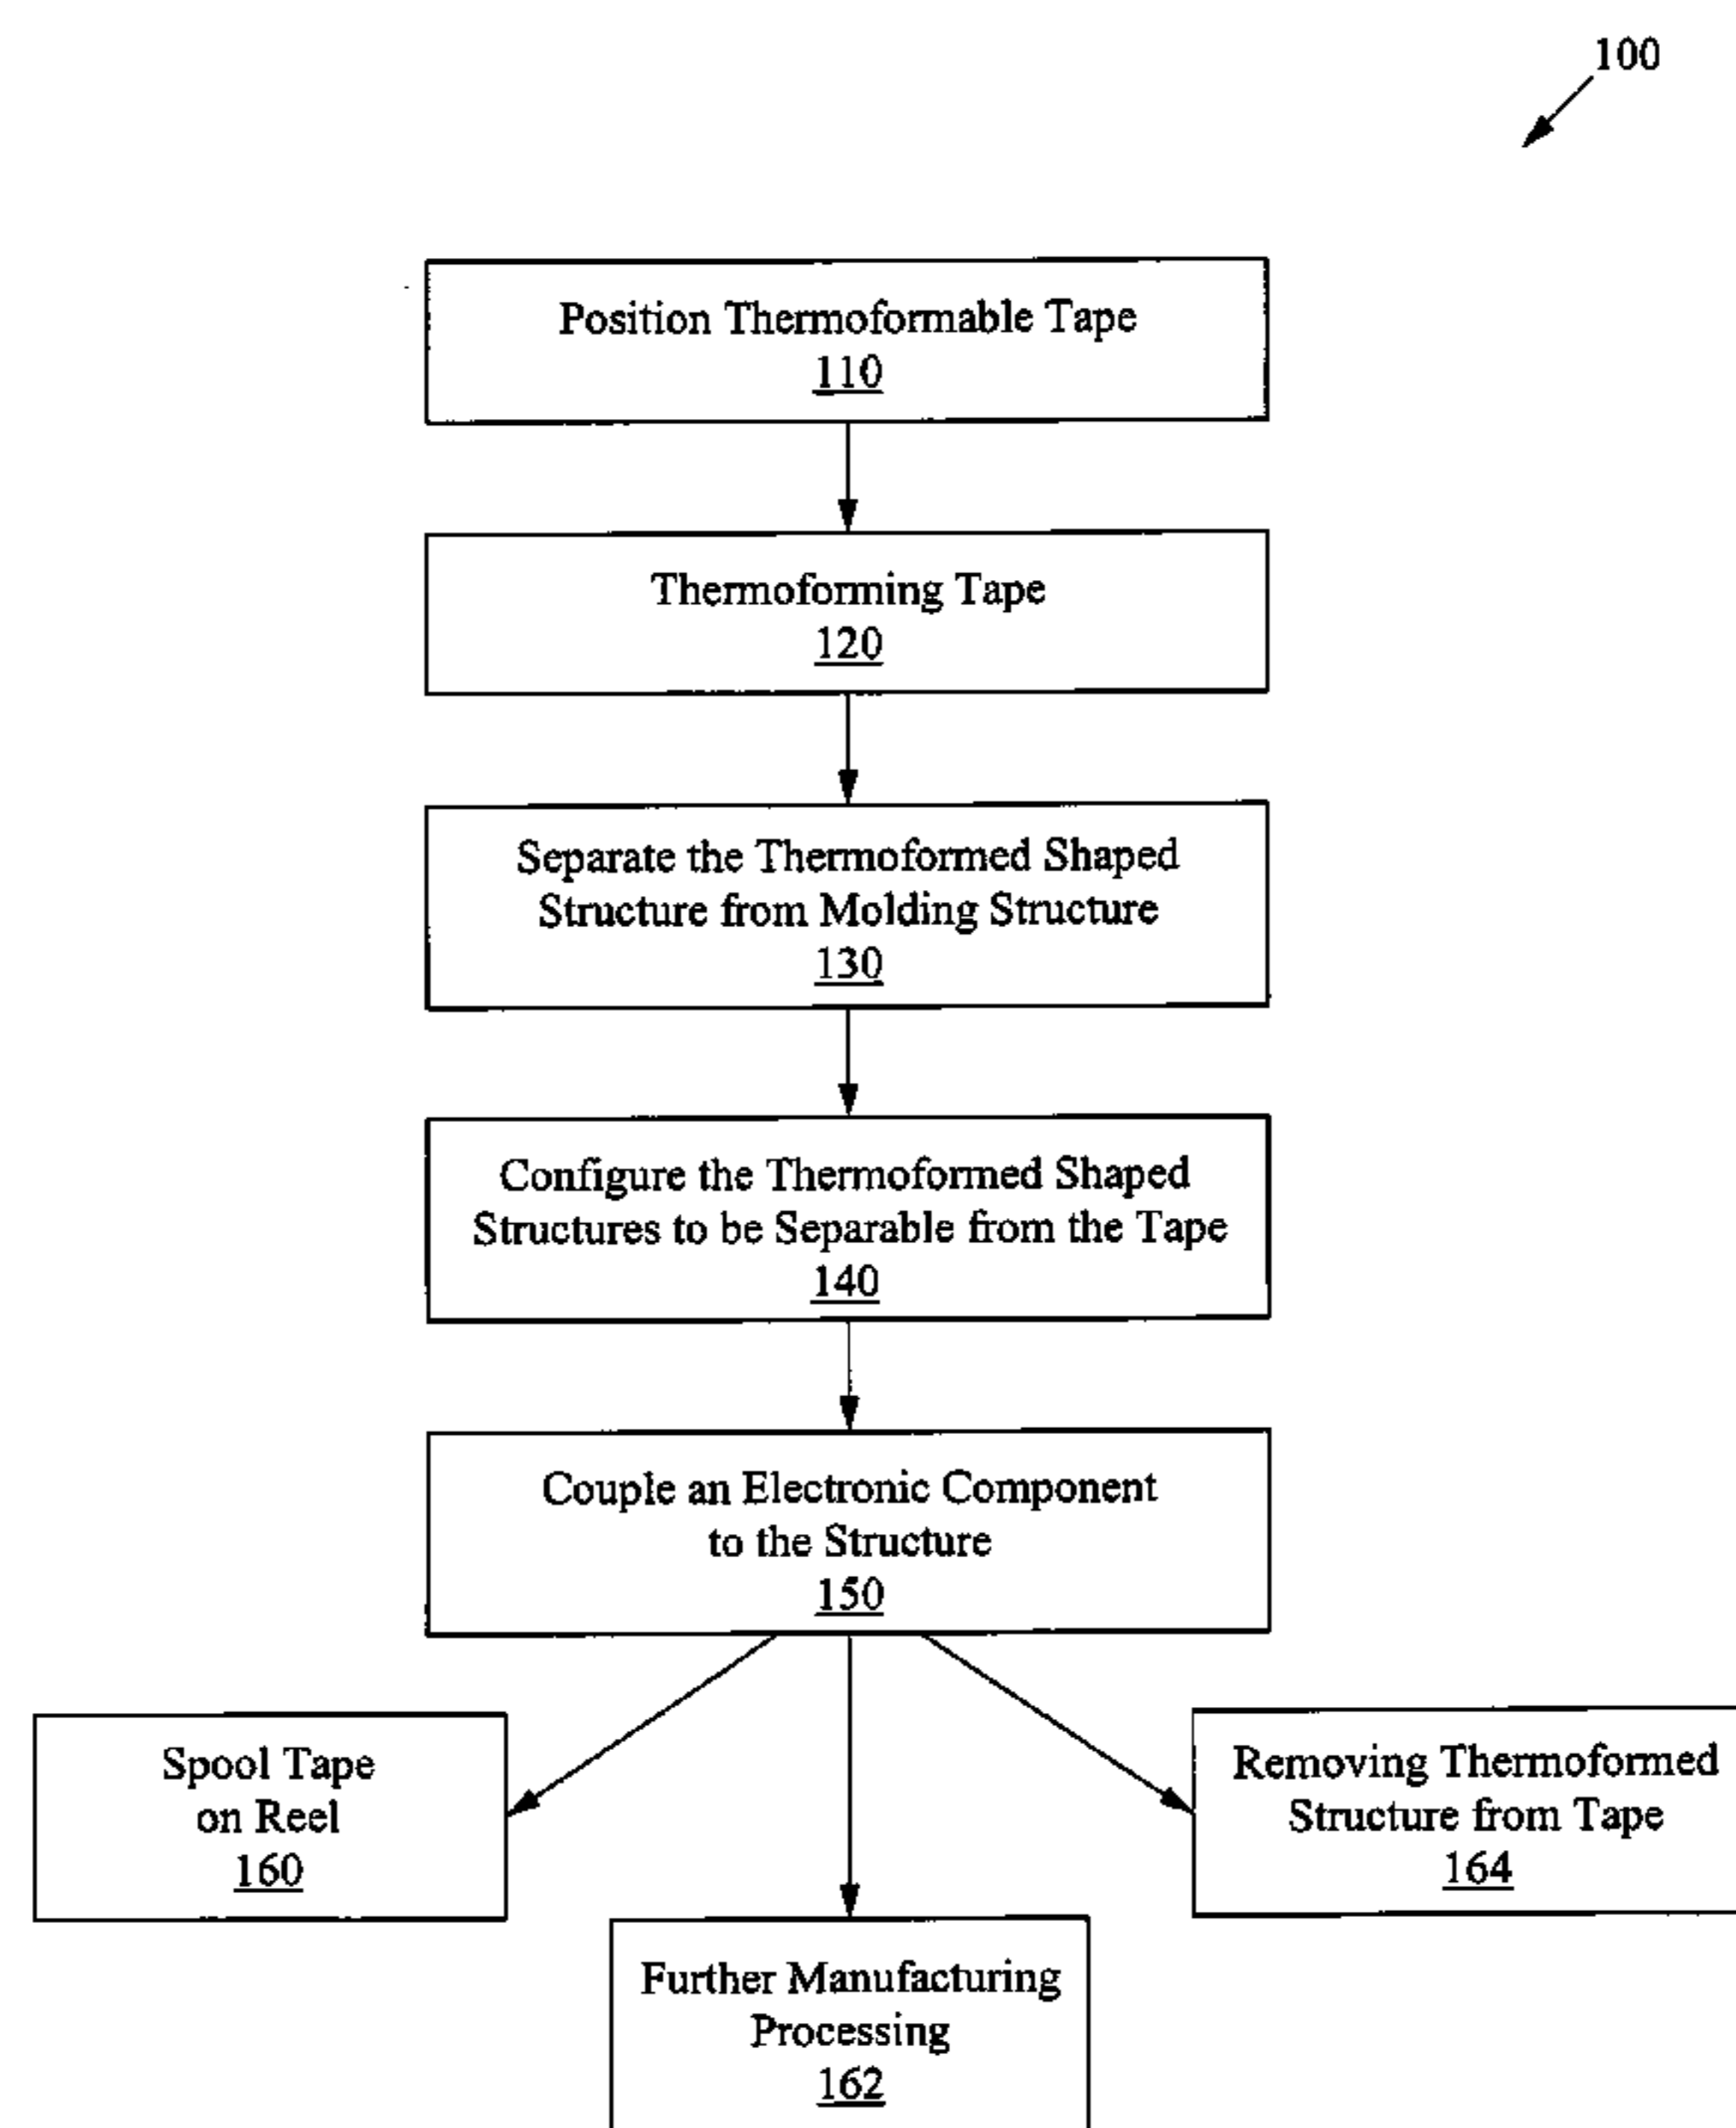 100
Position Thermoformable Tape
110
Thermoforming Tape
120
Separate the Thermoformed Shaped
Structure from Molding Structure
130
Configure the Thermoformed Shaped
Structures to be Separable from the Tape
140
Couple an Electronic Component
to the Structure
150
Spool Tape
on Reel
160
Removing Thermoformed
Structure from Tape
164
Further Manufacturing
Processing
162